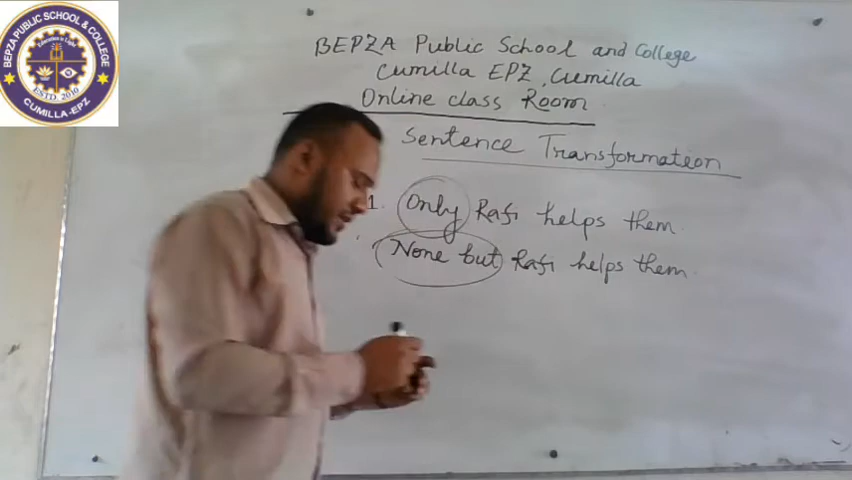 BEPZA PUBLIC SCHOOL & COLLEGE
ESTD. 2010
CUMILLA-EPZ
BEPZA Public School and College
Cumilla EPZ, Cumilla
Online class Room
Sentence Transformation
1. Only Rafi helps them.
None but Rafi helps them.